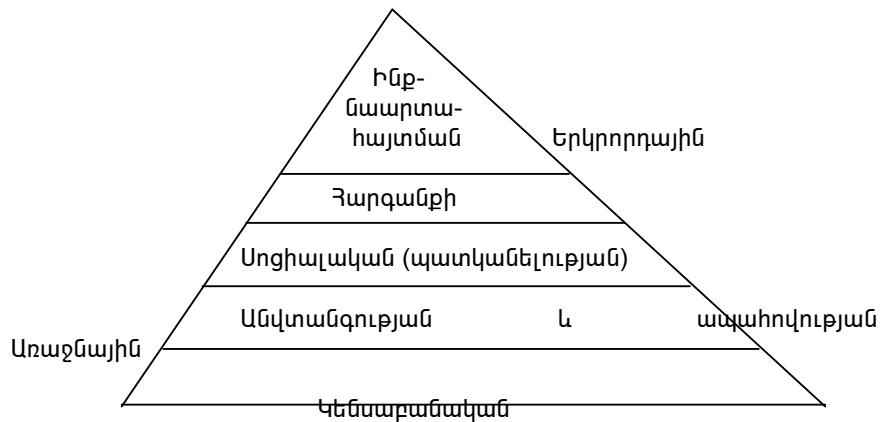 Ինք-
նաարտա-
հայտման
Երկրորդային
Հարգանքի
Սոցիալական (պատկանելության)
Անվտանգության և ապահովության
Առաջնային
Կենսաբանական